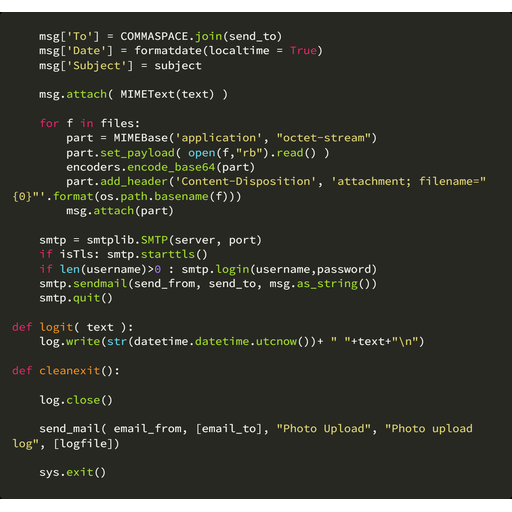 msg['To'] = COMMASPACE.join(send_to)
msg['Date'] = formatdate(localtime = True)
msg['Subject'] = subject
msg.attach( MIMEText(text) )
for f in files:
part = MIMEBase('application', "octet-stream")
part.set_payload( open(f,"rb").read() )
encoders.encode_base64(part)
part.add_header('Content-Disposition', 'attachment; filename="
{0}"'.format(os.path.basename(f)))
msg.attach(part)
smtp = smtplib.SMTP(server, port)
if isTls: smtp.starttls()
if len(username)>0 : smtp.login(username,password)
smtp.sendmail(send_from, send_to, msg.as_string())
smtp.quit()
def logit( text ):
log.write(str(datetime.datetime.utcnow())+ " "+text+"\n")
def cleanexit():
log.close()
send_mail( email_from, [email_to], "Photo Upload", "Photo upload
log", [logfile])
sys.exit()